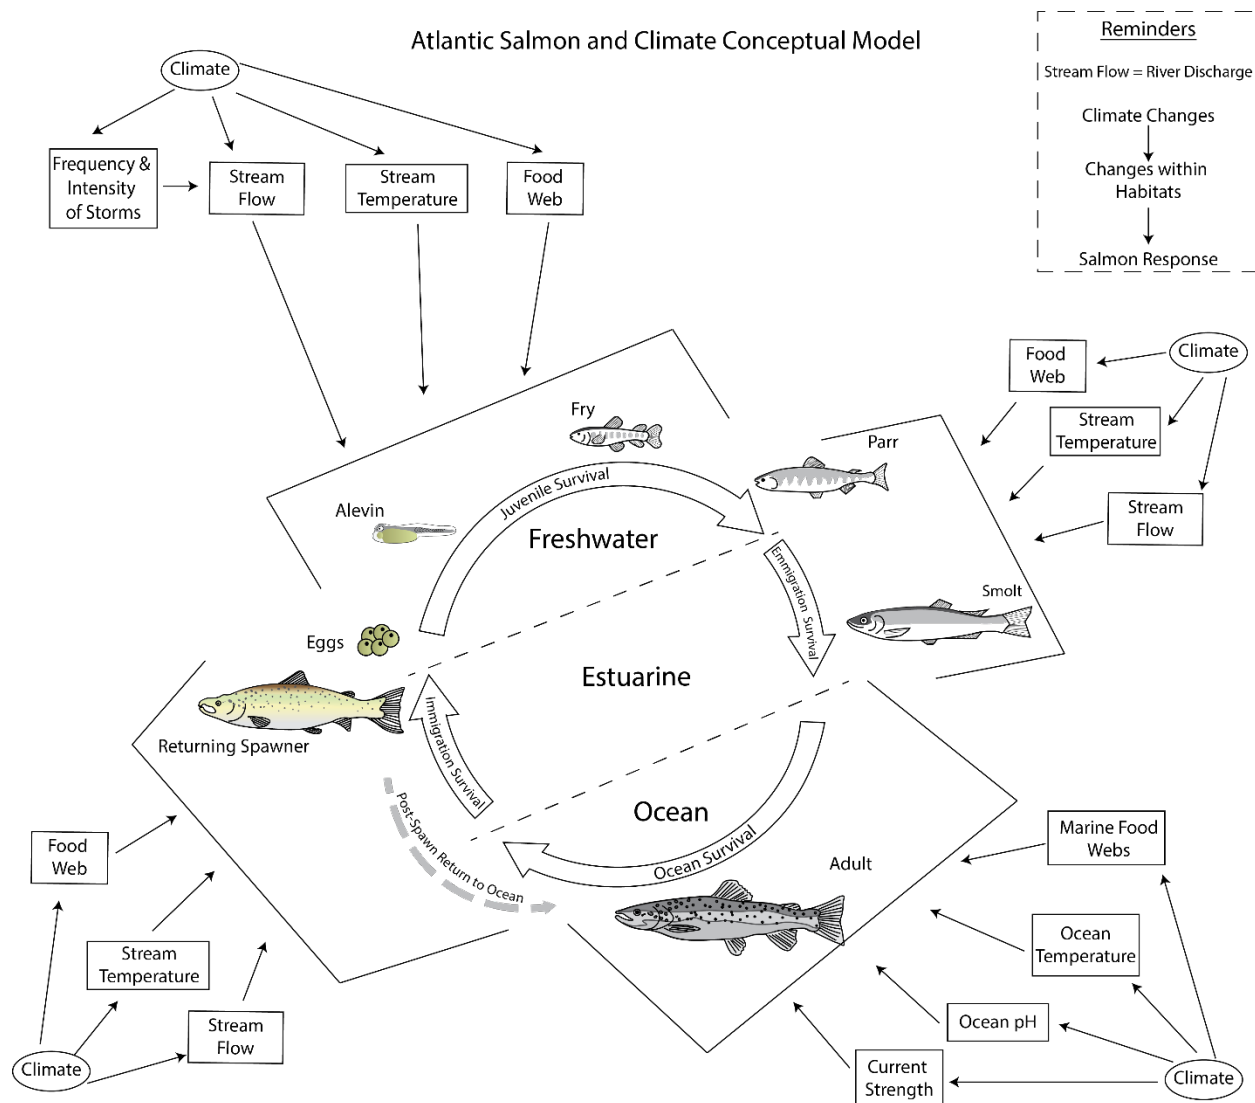 Atlantic Salmon and Climate Conceptual Model
Reminders
Stream Flow = River Discharge
Climate Changes
Changes within
Habitats
Salmon Response
Climate
Frequency &
Intensity
of Storms
Stream
Flow
Stream
Temperature
Food
Web
Climate
Food
Web
Stream
Temperature
Stream
Flow
Fry
Parr
Juvenile Survival
Alevin
Freshwater
Emmigration Survival
Smolt
Eggs
Estuarine
Returning Spawner
Immigration Survival
Post-Spawn Return to Ocean
Ocean
Ocean Survival
Adult
Food
Web
Stream
Temperature
Stream
Flow
Climate
Marine Food
Webs
Ocean
Temperature
Ocean pH
Current
Strength
Climate